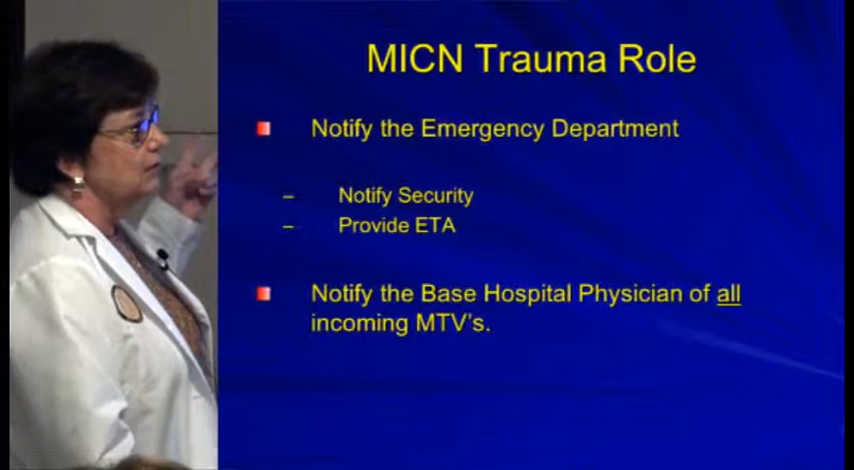 MICN Trauma Role
Notify the Emergency Department
– Notify Security
– Provide ETA
Notify the Base Hospital Physician of all
incoming MTV's.